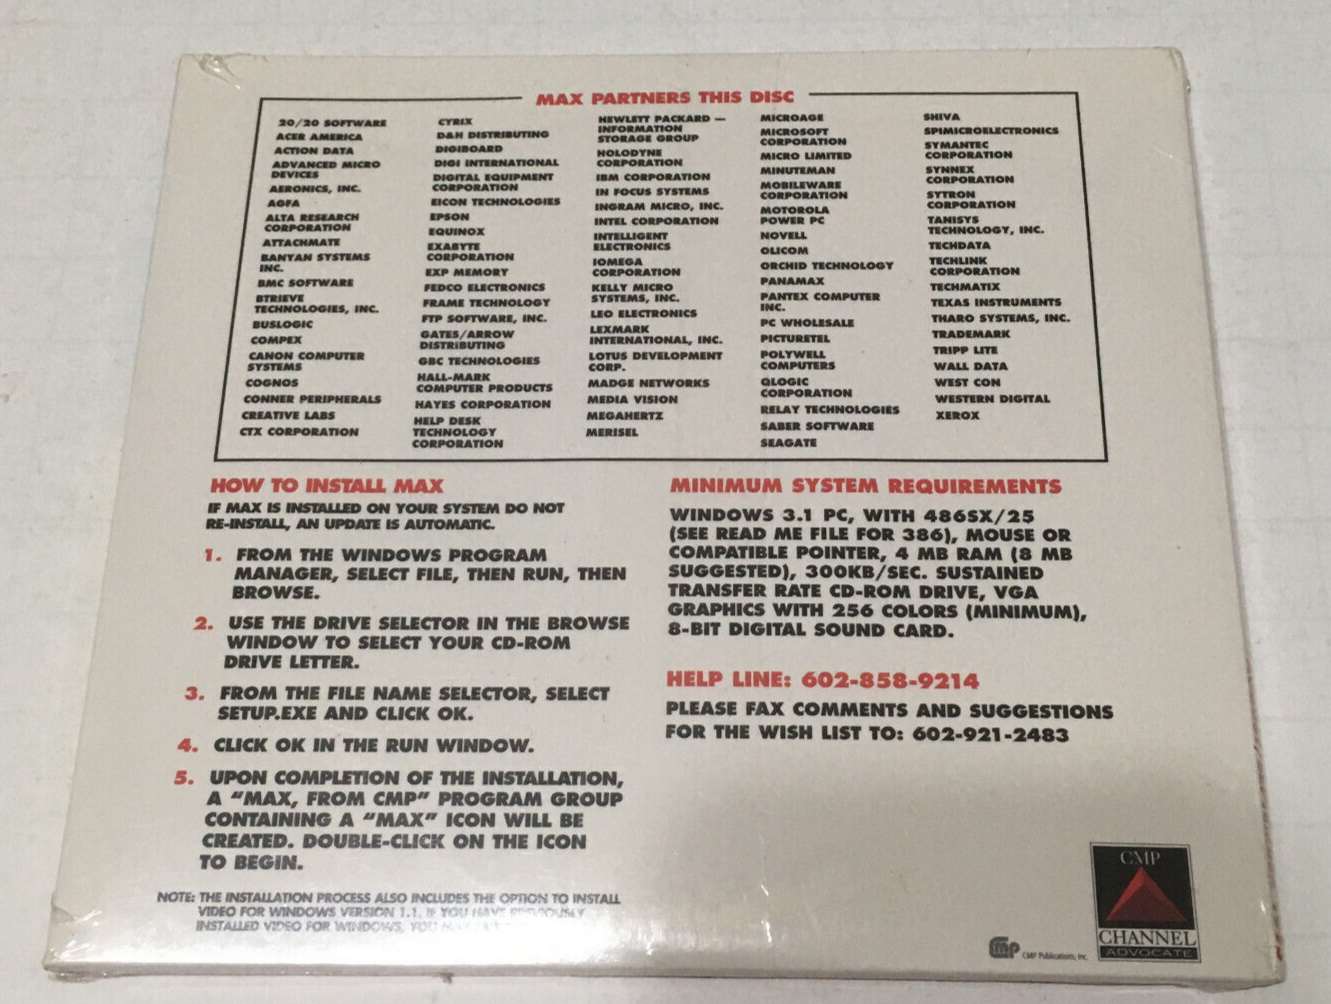 MAX PARTNERS THIS DISC
20/20 SOFTWARE
ACER AMERICA
ACTION DATA
ADVANCED MICRO
DEVICES
AERONICS, INC.
AGFA
ALTA RESEARCH
CORPORATION
ATTACHMATE
BANYAN SYSTEMS
INC.
BMC SOFTWARE
BTRIEVE
TECHNOLOGIES, INC.
BUSLOGIC
COMPEX
CANON COMPUTER
SYSTEMS
COGNOS
CONNER PERIPHERALS
CREATIVE LABS
CTX CORPORATION
CYRIX
D&H DISTRIBUTING
DIGIBOARD
DIGI INTERNATIONAL
DIGITAL EQUIPMENT
CORPORATION
EICON TECHNOLOGIES
EPSON
EQUINOX
EXABYTE
CORPORATION
EXP MEMORY
FEDCO ELECTRONICS
FRAME TECHNOLOGY
FTP SOFTWARE, INC.
GATES/ARROW
DISTRIBUTING
GBC TECHNOLOGIES
HALL-MARK
COMPUTER PRODUCTS
HAYES CORPORATION
HELP DESK
TECHNOLOGY
CORPORATION
HEWLETT PACKARD —
INFORMATION
STORAGE GROUP
NOLODYNE
CORPORATION
IBM CORPORATION
IN FOCUS SYSTEMS
INGRAM MICRO, INC.
INTEL CORPORATION
INTELLIGENT
ELECTRONICS
IOMEGA
CORPORATION
KELLY MICRO
SYSTEMS, INC.
LEO ELECTRONICS
LEXMARK
INTERNATIONAL, INC.
LOTUS DEVELOPMENT
CORP.
MADGE NETWORKS
MEDIA VISION
MEGAHERTZ
MERISEL
MICROAGE
MICROSOFT
CORPORATION
MICRO LIMITED
MINUTEMAN
MOBILEWARE
CORPORATION
MOTOROLA
POWER PC
NOVELL
OLICOM
ORCHID TECHNOLOGY
PANAMAX
PANTEX COMPUTER
INC.
PC WHOLESALE
PICTURETEL
POLYWELL
COMPUTERS
QLOGIC
CORPORATION
RELAY TECHNOLOGIES
SABER SOFTWARE
SEAGATE
SHIVA
SPIMICROELECTRONICS
SYMANTEC
CORPORATION
SYNNEX
CORPORATION
SYTRON
CORPORATION
TANISYS
TECHNOLOGY, INC.
TECHDATA
TECHLINK
CORPORATION
TECHMATIX
TEXAS INSTRUMENTS
THARO SYSTEMS, INC.
TRADEMARK
TRIPP LITE
WALL DATA
WEST CON
WESTERN DIGITAL
XEROX
HOW TO INSTALL MAX
IF MAX IS INSTALLED ON YOUR SYSTEM DO NOT
RE-INSTALL, AN UPDATE IS AUTOMATIC.
1. FROM THE WINDOWS PROGRAM
MANAGER, SELECT FILE, THEN RUN, THEN
BROWSE.
2. USE THE DRIVE SELECTOR IN THE BROWSE
WINDOW TO SELECT YOUR CD-ROM
DRIVE LETTER.
3. FROM THE FILE NAME SELECTOR, SELECT
SETUP.EXE AND CLICK OK.
4. CLICK OK IN THE RUN WINDOW.
5. UPON COMPLETION OF THE INSTALLATION,
A "MAX, FROM CMP" PROGRAM GROUP
CONTAINING A "MAX" ICON WILL BE
CREATED. DOUBLE-CLICK ON THE ICON
TO BEGIN.
NOTE: THE INSTALLATION PROCESS ALSO INCLUDES THE OPTION TO INSTALL
VIDEO FOR WINDOWS VERSION 1.1. IF YOU HAVE PREVIOUSLY
INSTALLED VIDEO FOR WINDOWS, YOU
MINIMUM SYSTEM REQUIREMENTS
WINDOWS 3.1 PC, WITH 486SX/25
(SEE READ ME FILE FOR 386), MOUSE OR
COMPATIBLE POINTER, 4 MB RAM (8 MB
SUGGESTED), 300KB/SEC. SUSTAINED
TRANSFER RATE CD-ROM DRIVE, VGA
GRAPHICS WITH 256 COLORS (MINIMUM),
8-BIT DIGITAL SOUND CARD.
HELP LINE: 602-858-9214
PLEASE FAX COMMENTS AND SUGGESTIONS
FOR THE WISH LIST TO: 602-921-2483
CMP
CMP Publications, Inc.
CMP
CHANNEL
ADVOCATE